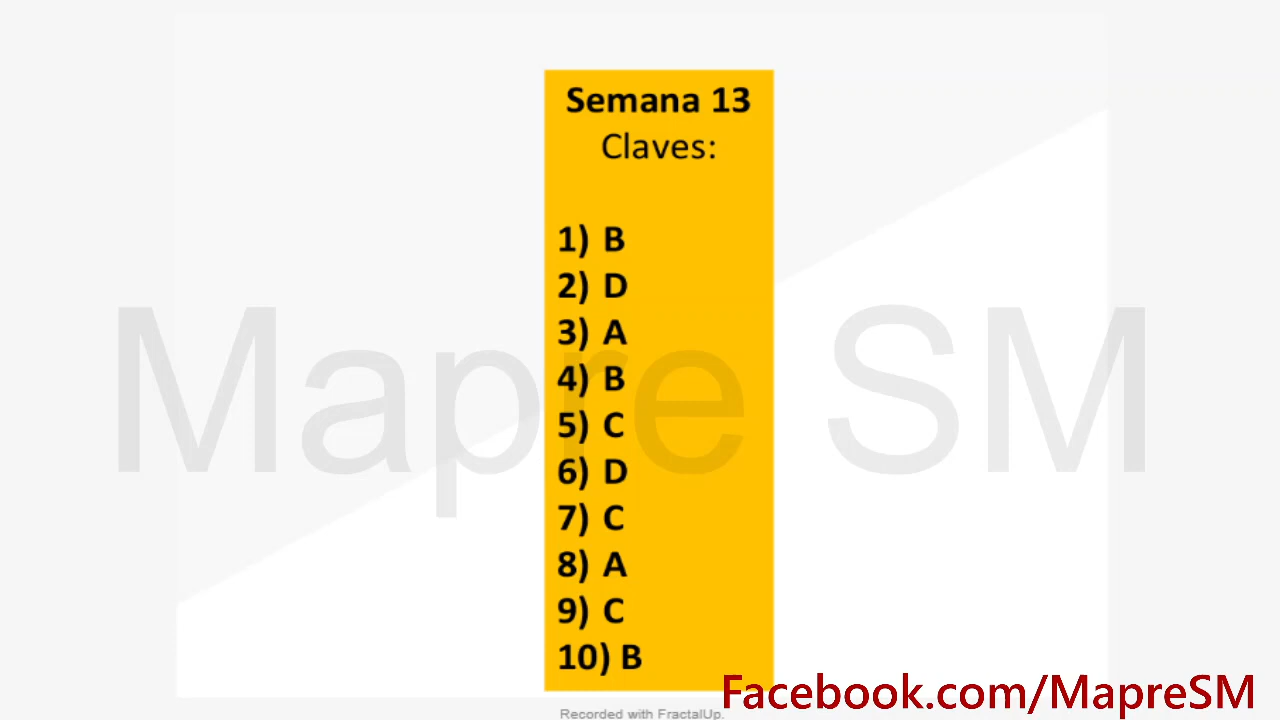 Semana 13
Claves:
1) B
2) D
3) A
4) B
5) C
6) D
7) C
8) A
9) C
10) B
Mapre SM
Facebook.com/MapreSM
Recorded with FractalUp.